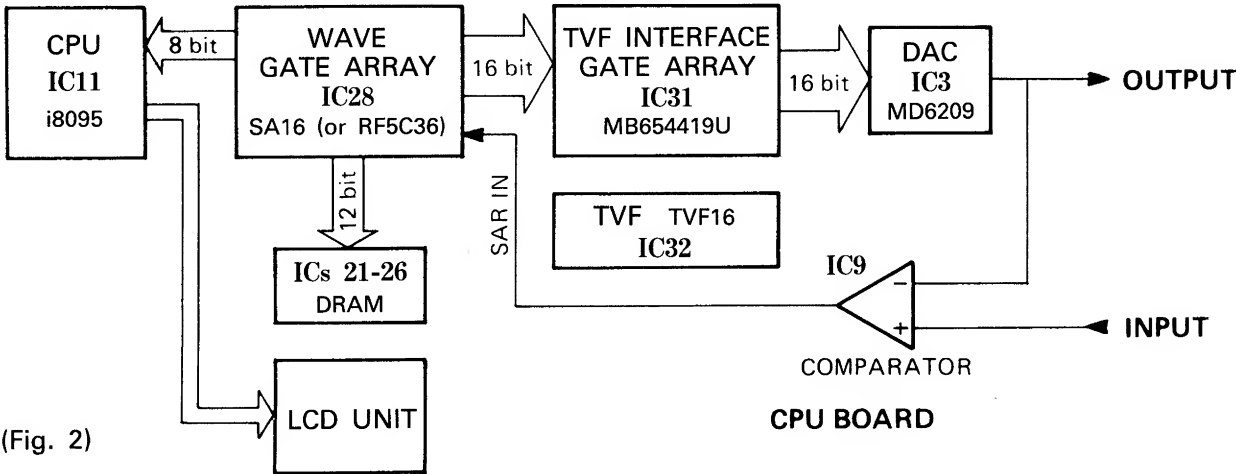 CPU
IC11
i8095
8 bit
WAVE
GATE ARRAY
IC28
SA16 (or RF5C36)
16 bit
TVF INTERFACE
GATE ARRAY
IC31
MB654419U
16 bit
DAC
IC3
MD6209
OUTPUT
12 bit
SAR IN
TVF TVF16
IC32
ICs 21-26
DRAM
IC9
−
+
INPUT
COMPARATOR
LCD UNIT
CPU BOARD
(Fig. 2)